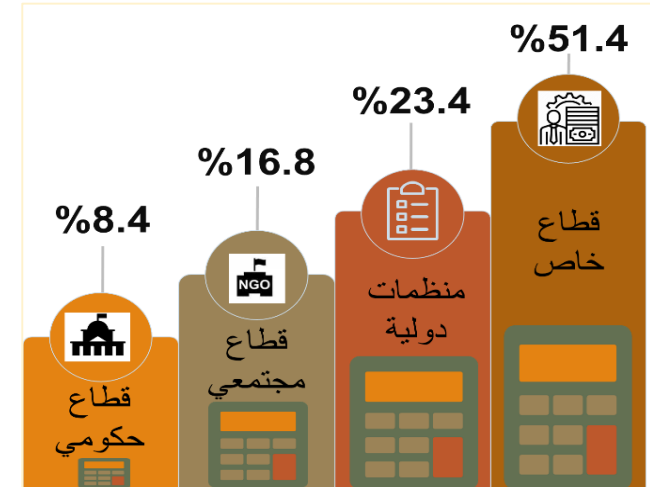 %51.4
قطاع
خاص
%23.4
منظمات
دولية
%16.8
NGO
قطاع
مجتمعي
%8.4
قطاع
حكومي